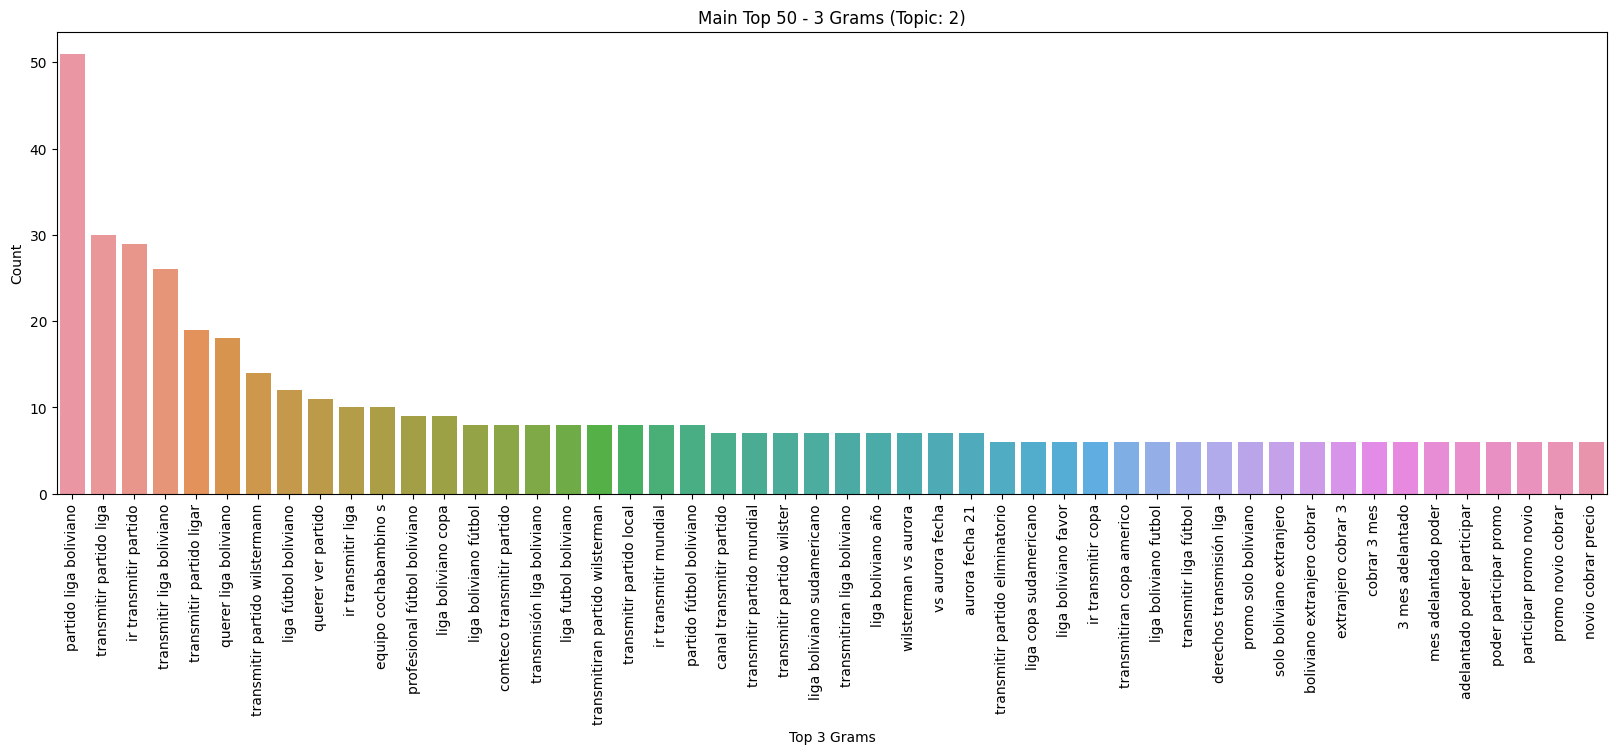 Main Top 50 - 3 Grams (Topic: 2)
Count
50
40
30
20
10
0
partido liga boliviano
transmitir partido liga
ir transmitir partido
transmitir liga boliviano
transmitir partido ligar
querer liga boliviano
transmitir partido wilstermann
liga fútbol boliviano
querer ver partido
ir transmitir liga
equipo cochabambino s
profesional fútbol boliviano
liga boliviano copa
liga boliviano fútbol
comteco transmitir partido
transmisión liga boliviano
liga futbol boliviano
transmitiran partido wilsterman
transmitir partido local
ir transmitir mundial
partido fútbol boliviano
canal transmitir partido
transmitir partido mundial
transmitir partido wilster
liga boliviano sudamericano
transmitiran liga boliviano
liga boliviano año
wilsterman vs aurora
vs aurora fecha
aurora fecha 21
transmitir partido eliminatorio
liga copa sudamericano
liga boliviano favor
ir transmitir copa
transmitiran copa americo
liga boliviano futbol
transmitir liga fútbol
derechos transmisión liga
promo solo boliviano
solo boliviano extranjero
boliviano extranjero cobrar
extranjero cobrar 3
cobrar 3 mes
3 mes adelantado
mes adelantado poder
adelantado poder participar
poder participar promo
participar promo novio
promo novio cobrar
novio cobrar precio
Top 3 Grams